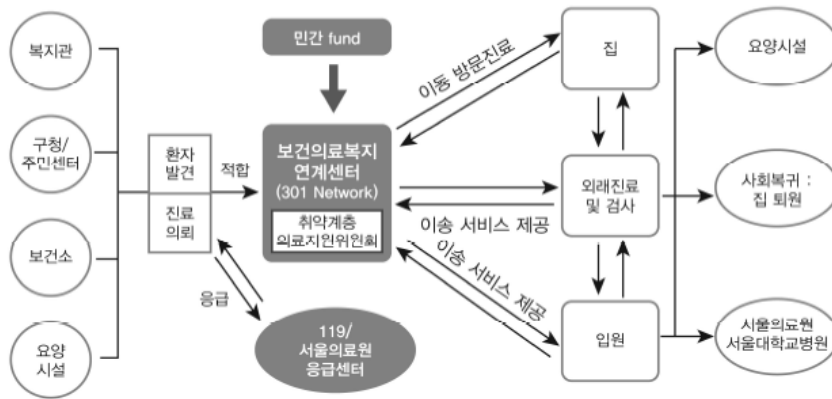 복지관
구청/
주민센터
보건소
요양
시설
환자
발견
진료
의뢰
적합
응급
민간 fund
보건의료복지
연계센터
(301 Network)
취약계층
의료지원위원회
119/
서울의료원
응급센터
이동 방문진료
이송 서비스 제공
이송 서비스 제공
집
외래진료
및 검사
입원
요양시설
사회복귀 :
집 퇴원
서울의료원
서울대학교병원